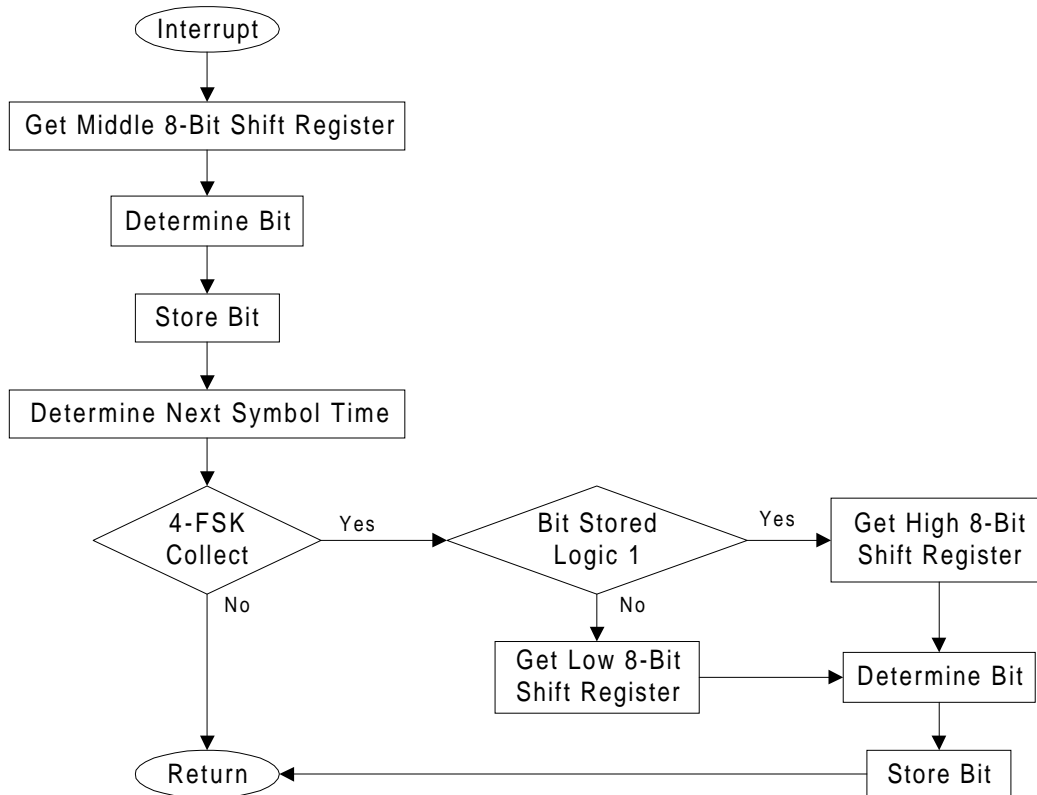 Interrupt
Get Middle 8-Bit Shift Register
Determine Bit
Store Bit
Determine Next Symbol Time
4-FSK
Collect
Yes
No
Bit Stored
Logic 1
Yes
No
Get High 8-Bit
Shift Register
Get Low 8-Bit
Shift Register
Determine Bit
Store Bit
Return